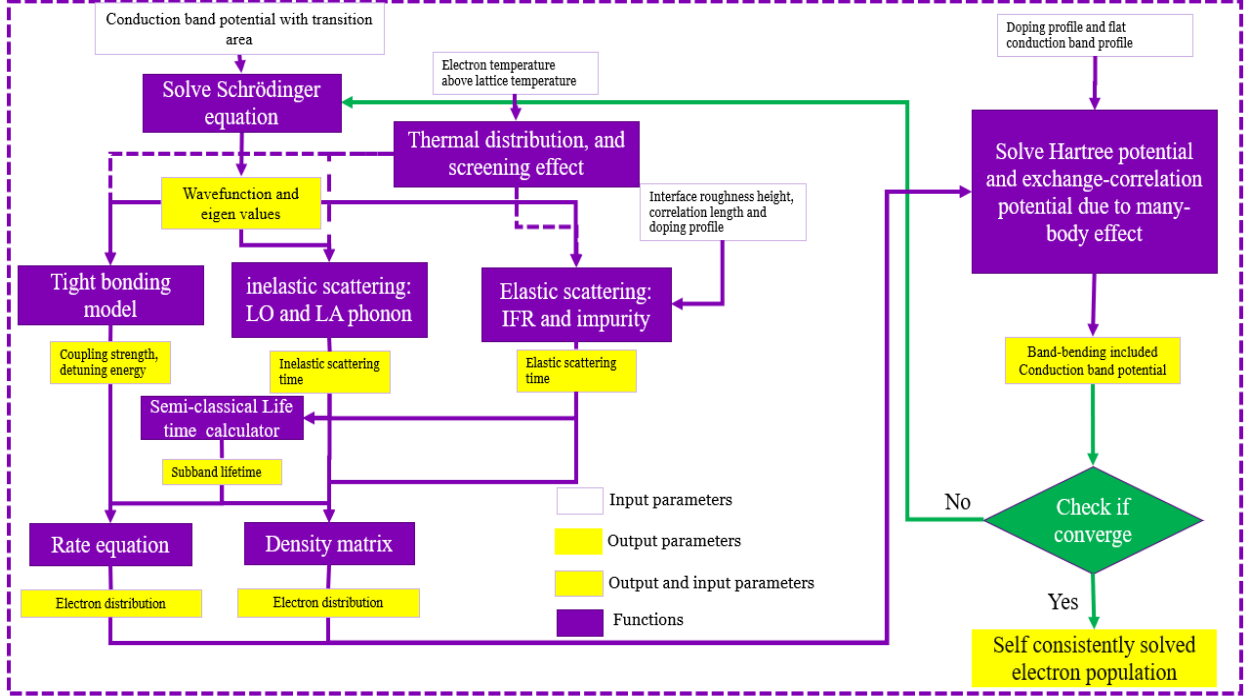 Conduction band potential with transition
area
Solve Schrödinger
equation
Electron temperature
above lattice temperature
Thermal distribution, and
screening effect
Wavefunction and
eigen values
Interface roughness height,
correlation length and
doping profile
Tight bonding
model
inelastic scattering:
LO and LA phonon
Elastic scattering:
IFR and impurity
Coupling strength,
detuning energy
Inelastic scattering
time
Elastic scattering
time
Semi-classical Life
time calculator
Subband lifetime
Rate equation
Density matrix
Electron distribution
Electron distribution
Input parameters
Output parameters
Output and input parameters
Functions
Doping profile and flat
conduction band profile
Solve Hartree potential
and exchange-correlation
potential due to many-
body effect
Band-bending included
Conduction band potential
No
Check if
converge
Yes
Self consistently solved
electron population